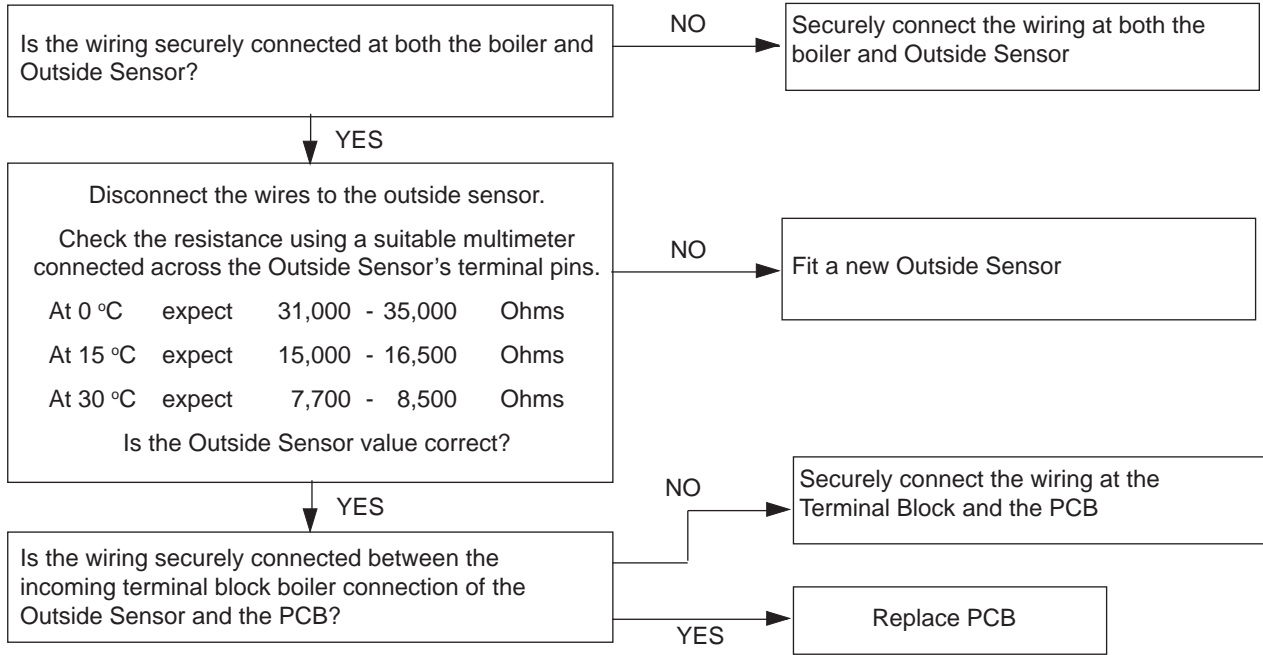 Is the wiring securely connected at both the boiler and
Outside Sensor?
NO
Securely connect the wiring at both the
boiler and Outside Sensor
YES
Disconnect the wires to the outside sensor.
Check the resistance using a suitable multimeter
connected across the Outside Sensor’s terminal pins.
At 0 °C expect 31,000 - 35,000 Ohms
At 15 °C expect 15,000 - 16,500 Ohms
At 30 °C expect 7,700 - 8,500 Ohms
Is the Outside Sensor value correct?
NO
Fit a new Outside Sensor
YES
Is the wiring securely connected between the
incoming terminal block boiler connection of the
Outside Sensor and the PCB?
NO
Securely connect the wiring at the
Terminal Block and the PCB
YES
Replace PCB